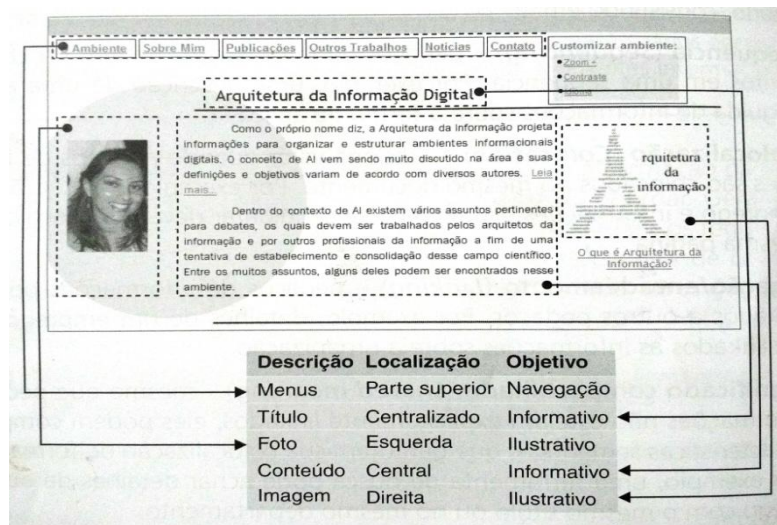 Ambiente Sobre Mim Publicações Outros Trabalhos Notícias Contato
Customizar ambiente:
Zoom +
Contraste
Arquitetura da Informação Digital
Como o próprio nome diz, a Arquitetura da informação projeta
informações para organizar e estruturar ambientes informacionais
digitais. O conceito de AI vem sendo muito discutido na área e suas
definições e objetivos variam de acordo com diversos autores. Leia
mais...
Dentro do contexto de AI existem vários assuntos pertinentes
para debates, os quais devem ser trabalhados pelos arquitetos da
informação e por outros profissionais da informação a fim de uma
tentativa de estabelecimento e consolidação desse campo científico.
Entre os muitos assuntos, alguns deles podem ser encontrados nesse
ambiente.
rquitetura
da
informação
O que é Arquitetura da
Informação?
Descrição Localização Objetivo
Menus Parte superior Navegação
Título Centralizado Informativo
Foto Esquerda Ilustrativo
Conteúdo Central Informativo
Imagem Direita Ilustrativo